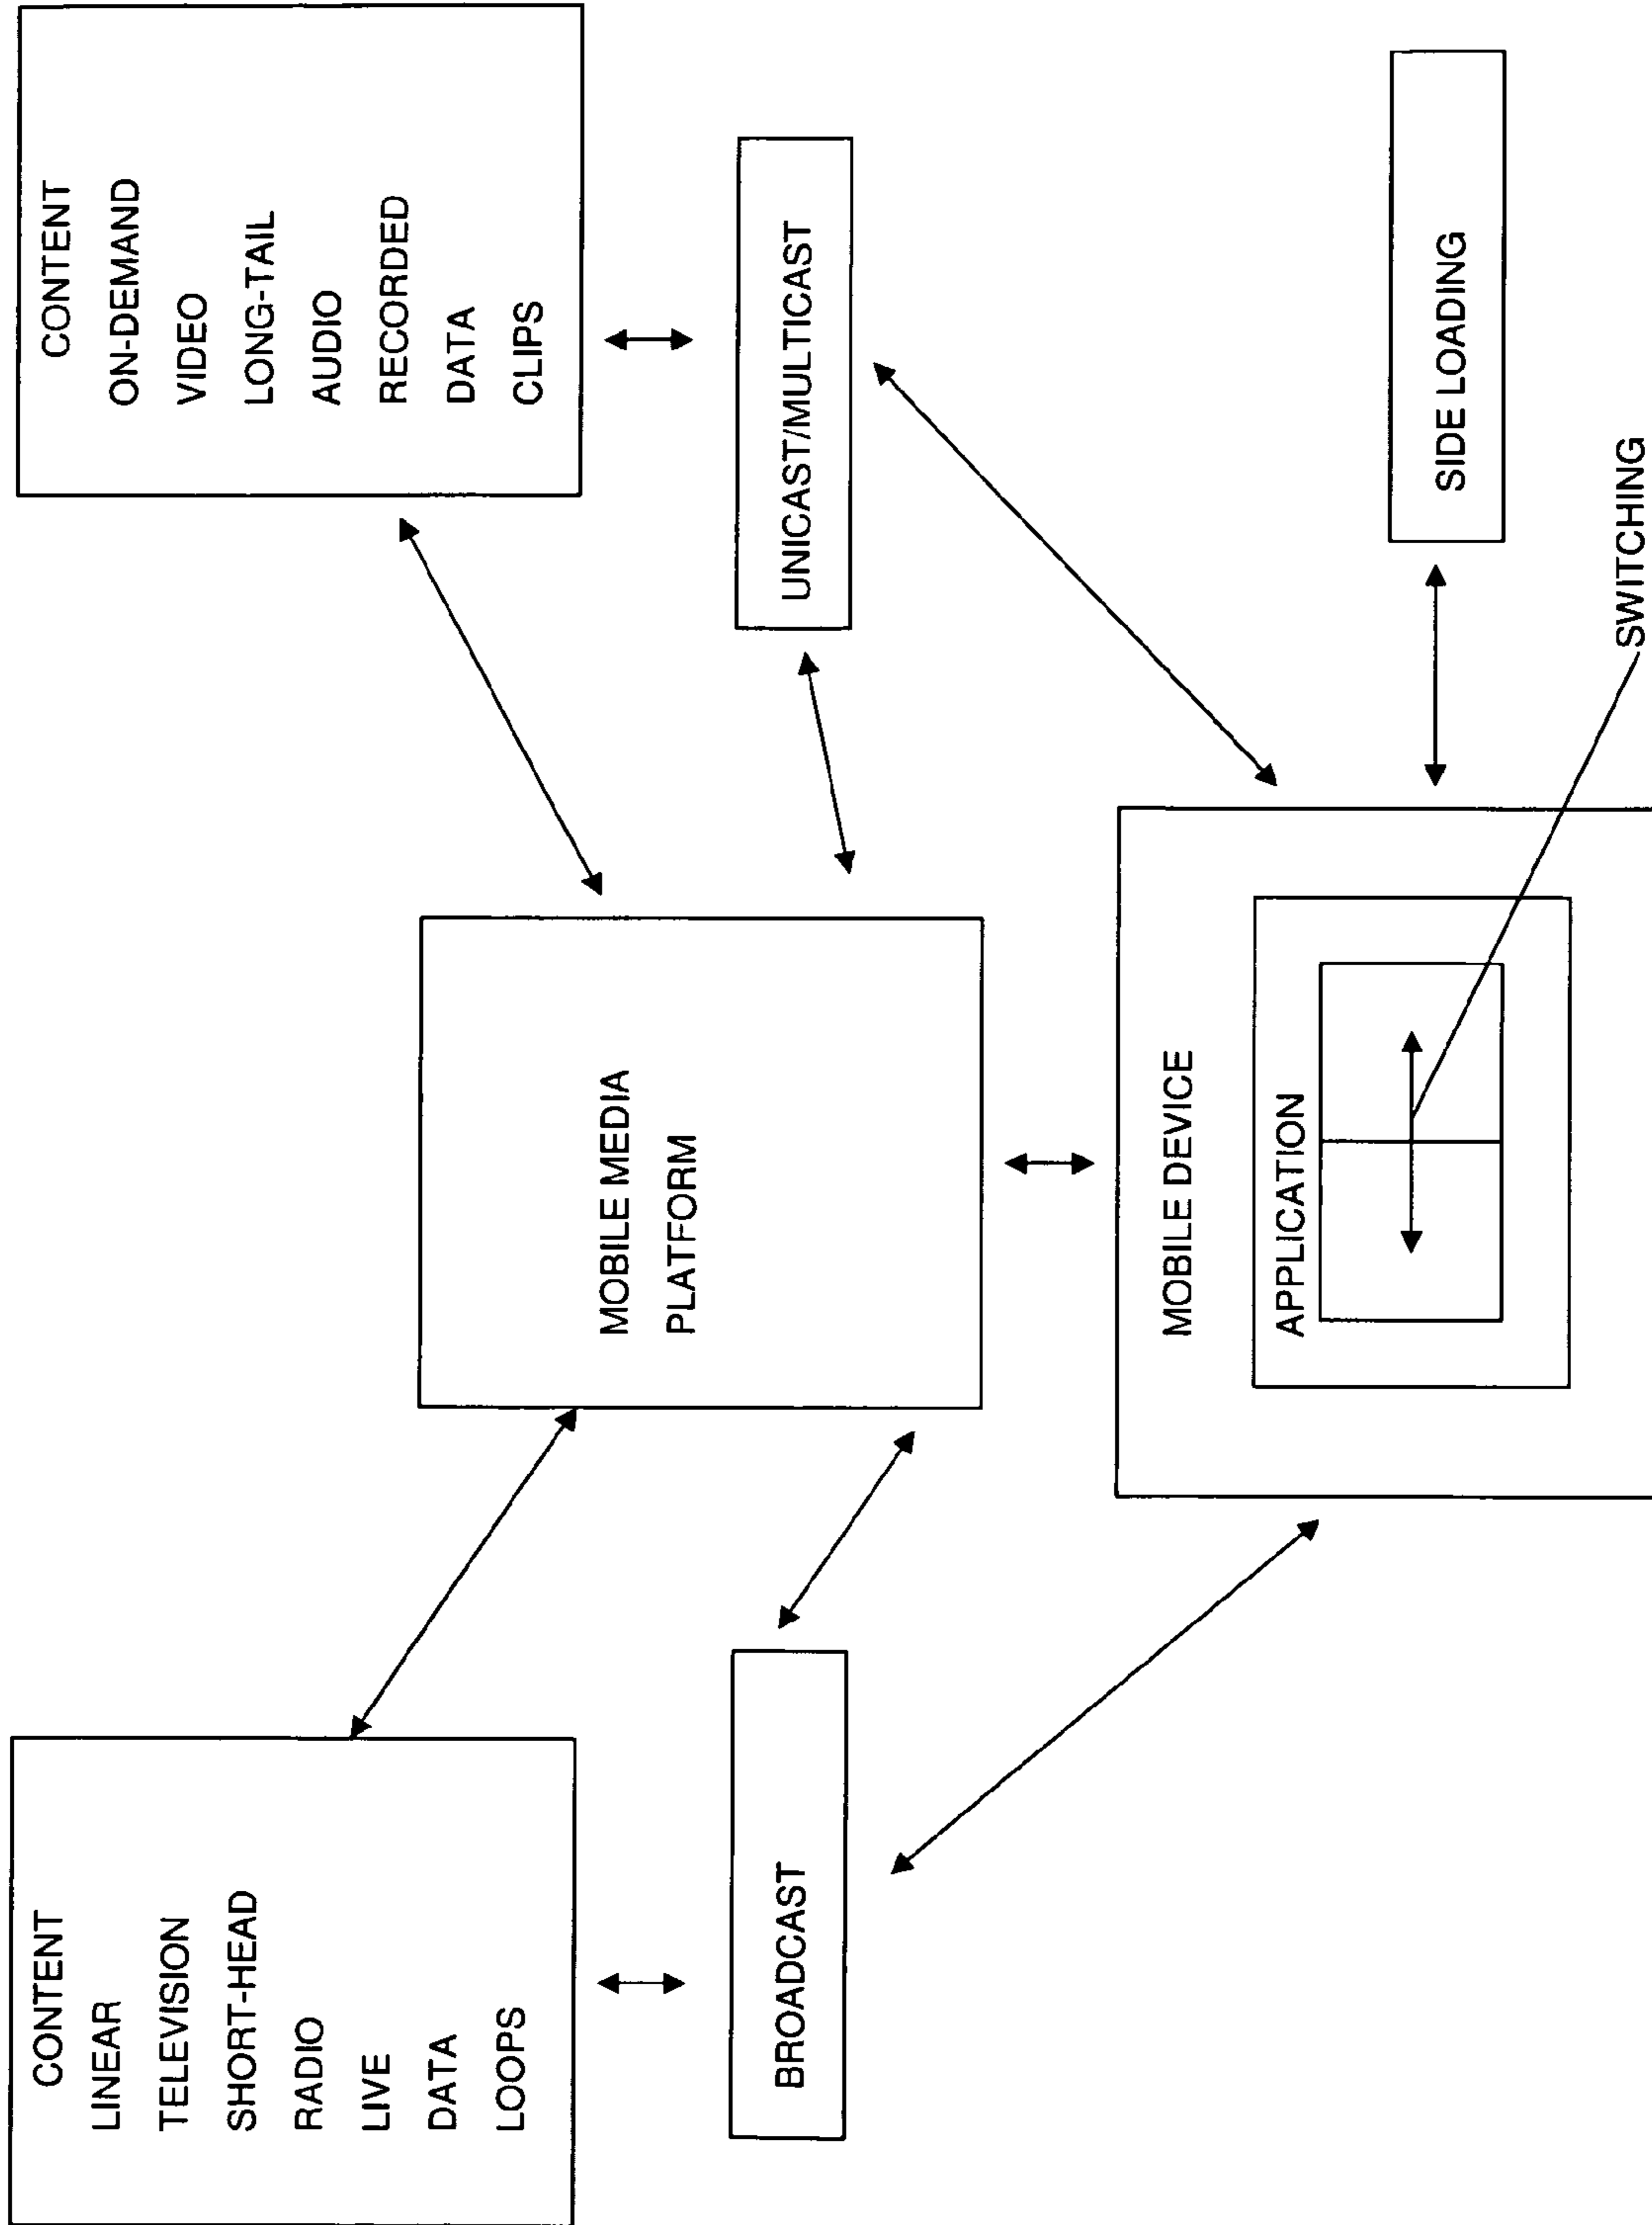 CONTENT
LINEAR
TELEVISION
SHORT-HEAD
RADIO
LIVE
DATA
LOOPS
BROADCAST
MOBILE MEDIA
PLATFORM
CONTENT
ON-DEMAND
VIDEO
LONG-TAIL
AUDIO
RECORDED
DATA
CLIPS
UNICAST/MULTICAST
MOBILE DEVICE
APPLICATION
SIDE LOADING
SWITCHING